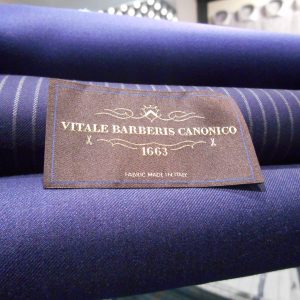 VITALE BARBERIS CANONICO
1663
FABRIC MADE IN ITALY